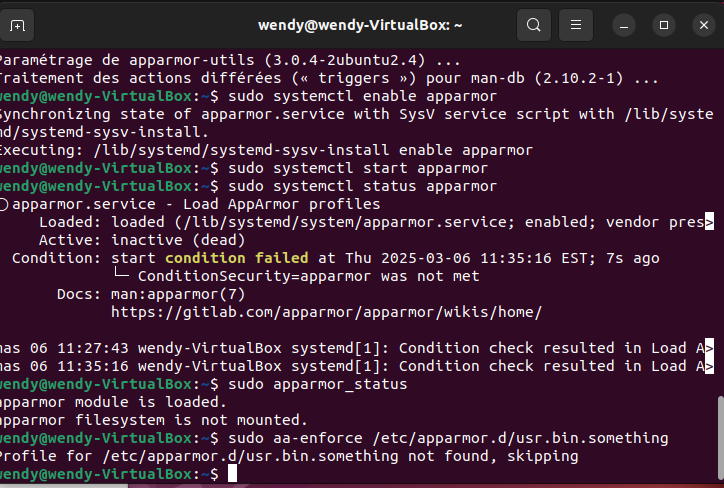 wendy@wendy-VirtualBox: ~
Paramétrage de apparmor-utils (3.0.4-2ubuntu2.4) ...
Traitement des actions différées (« triggers ») pour man-db (2.10.2-1) ...
wendy@wendy-VirtualBox:~$ sudo systemctl enable apparmor
Synchronizing state of apparmor.service with SysV service script with /lib/syste
md/systemd-sysv-install.
Executing: /lib/systemd/systemd-sysv-install enable apparmor
wendy@wendy-VirtualBox:~$ sudo systemctl start apparmor
wendy@wendy-VirtualBox:~$ sudo systemctl status apparmor
○ apparmor.service - Load AppArmor profiles
Loaded: loaded (/lib/systemd/system/apparmor.service; enabled; vendor pres>
Active: inactive (dead)
Condition: start condition failed at Thu 2025-03-06 11:35:16 EST; 7s ago
└─ ConditionSecurity=apparmor was not met
Docs: man:apparmor(7)
https://gitlab.com/apparmor/apparmor/wikis/home/
mas 06 11:27:43 wendy-VirtualBox systemd[1]: Condition check resulted in Load A>
mas 06 11:35:16 wendy-VirtualBox systemd[1]: Condition check resulted in Load A>
wendy@wendy-VirtualBox:~$ sudo apparmor_status
apparmor module is loaded.
apparmor filesystem is not mounted.
wendy@wendy-VirtualBox:~$ sudo aa-enforce /etc/apparmor.d/usr.bin.something
Profile for /etc/apparmor.d/usr.bin.something not found, skipping
wendy@wendy-VirtualBox:~$